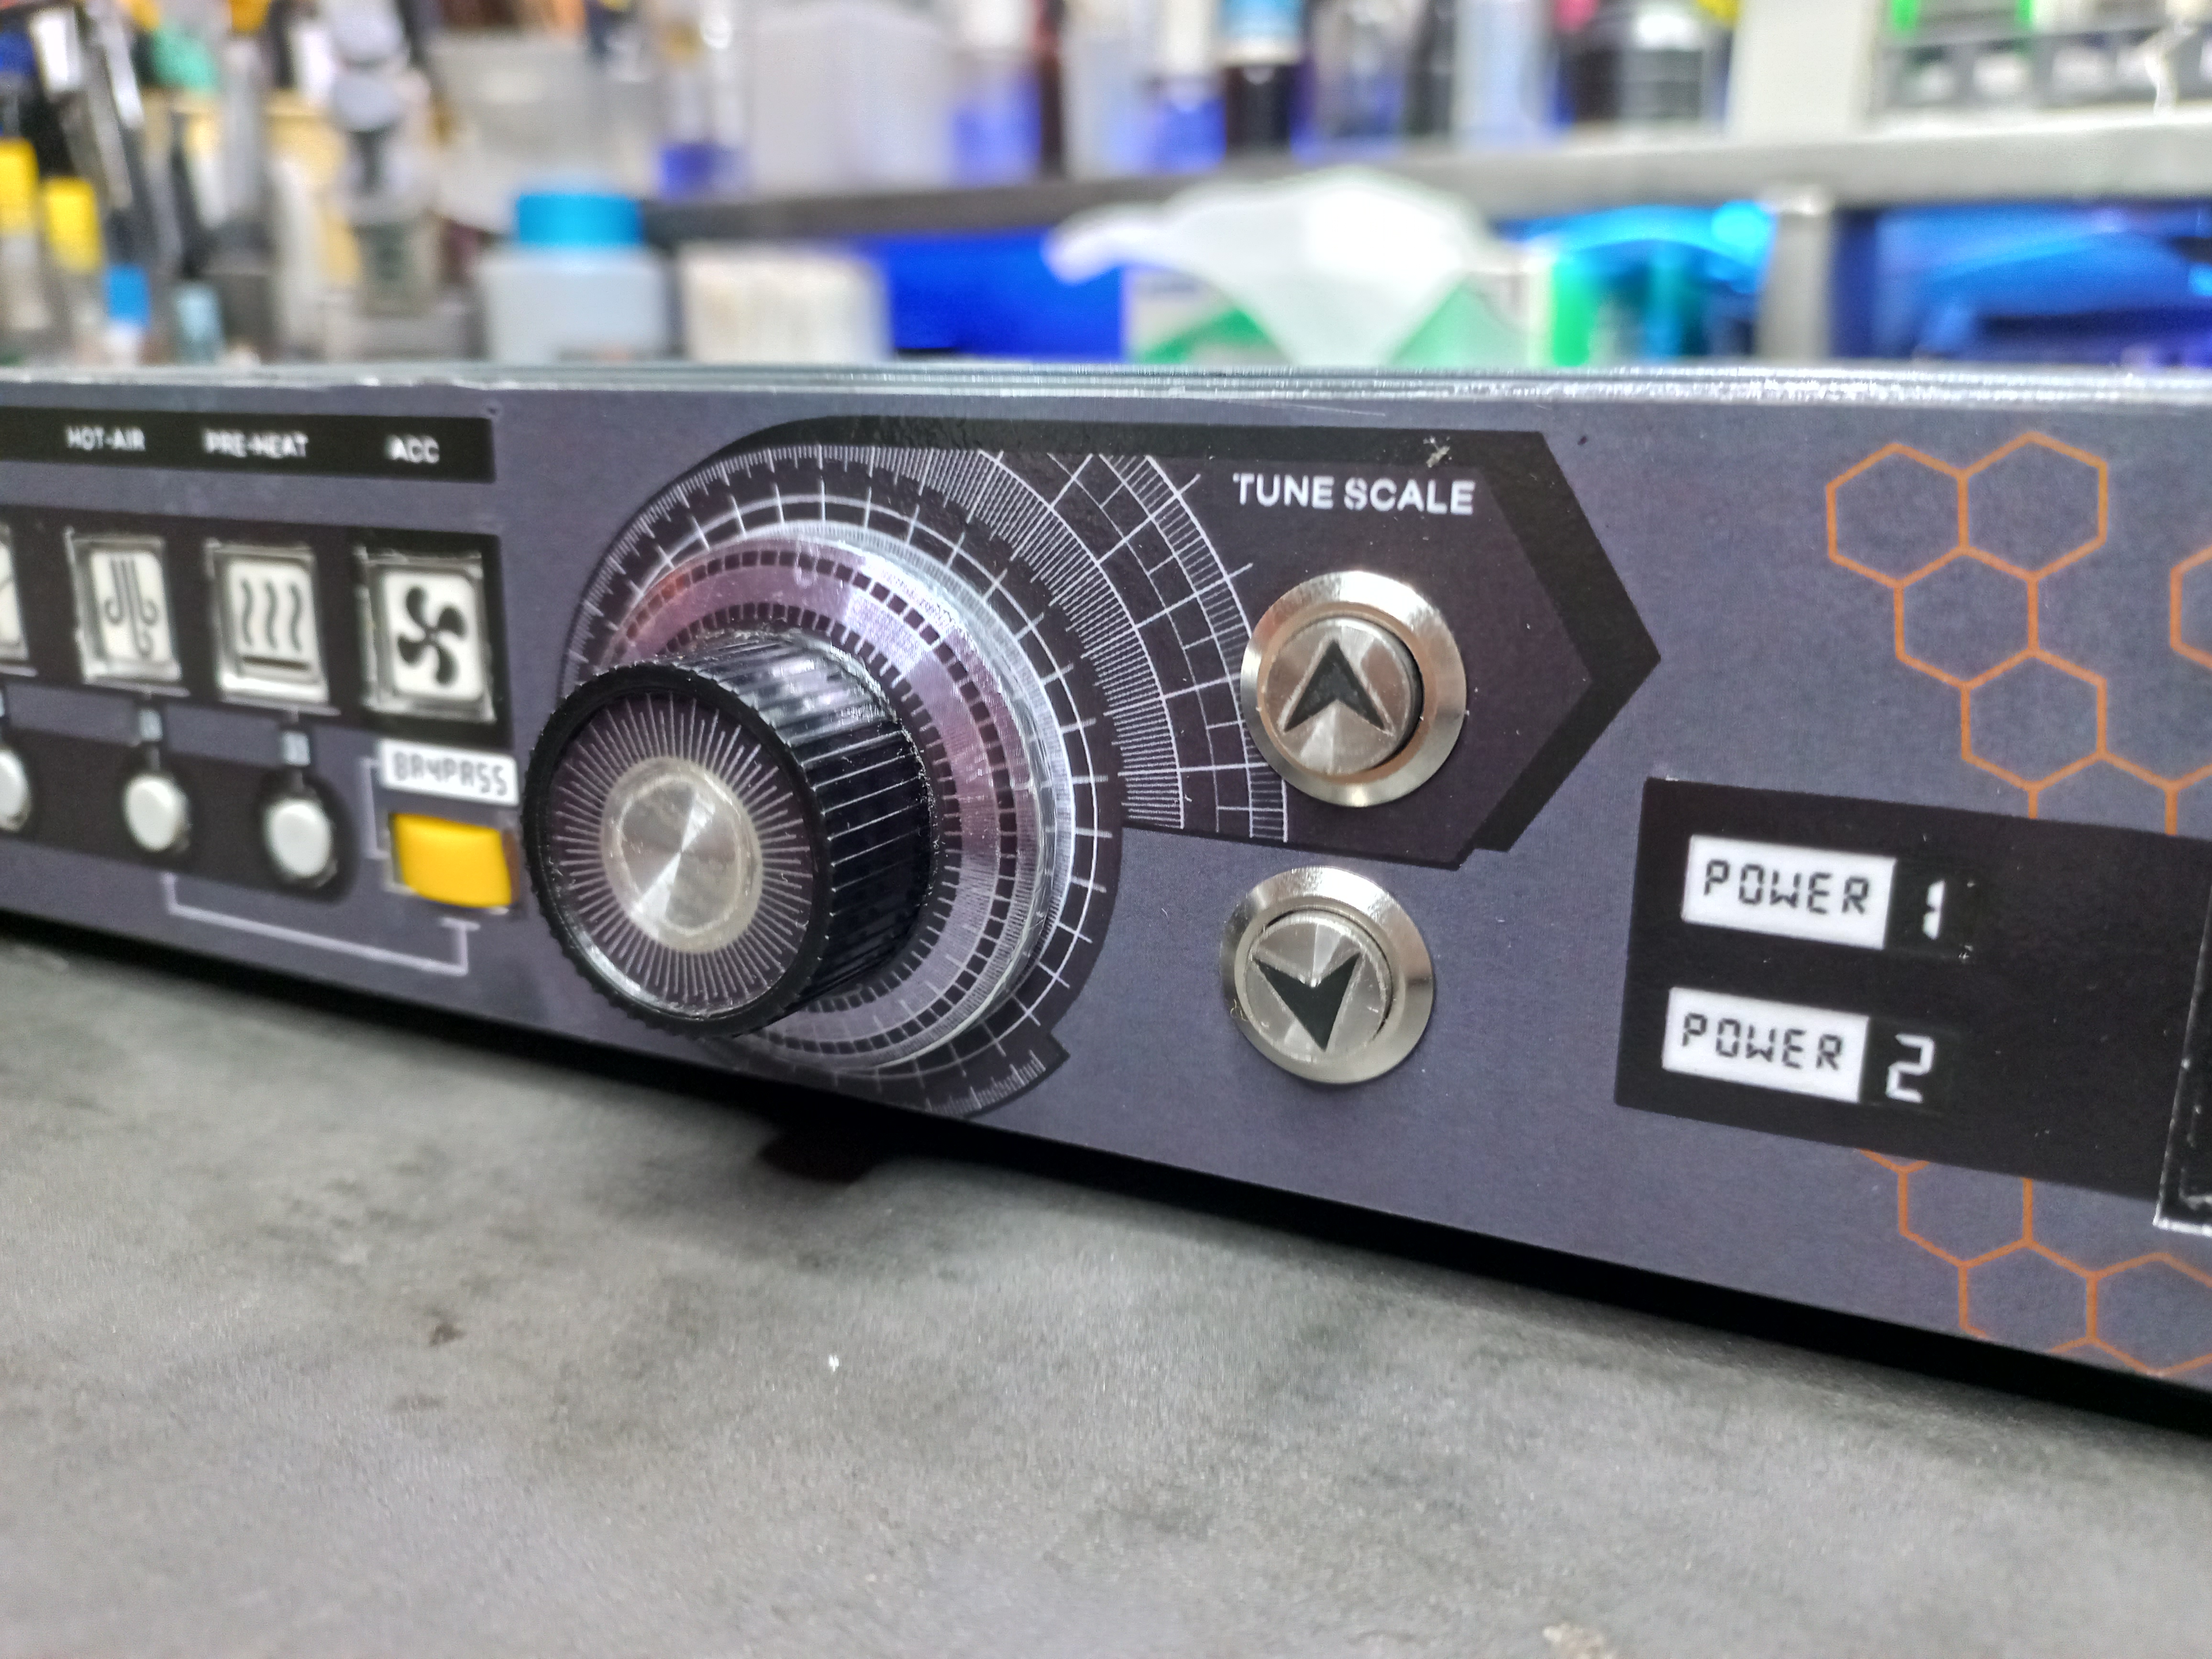 HOT-AIR
PRE-HEAT
ACC
TUNE SCALE
BAYPASS
POWER 1
POWER 2